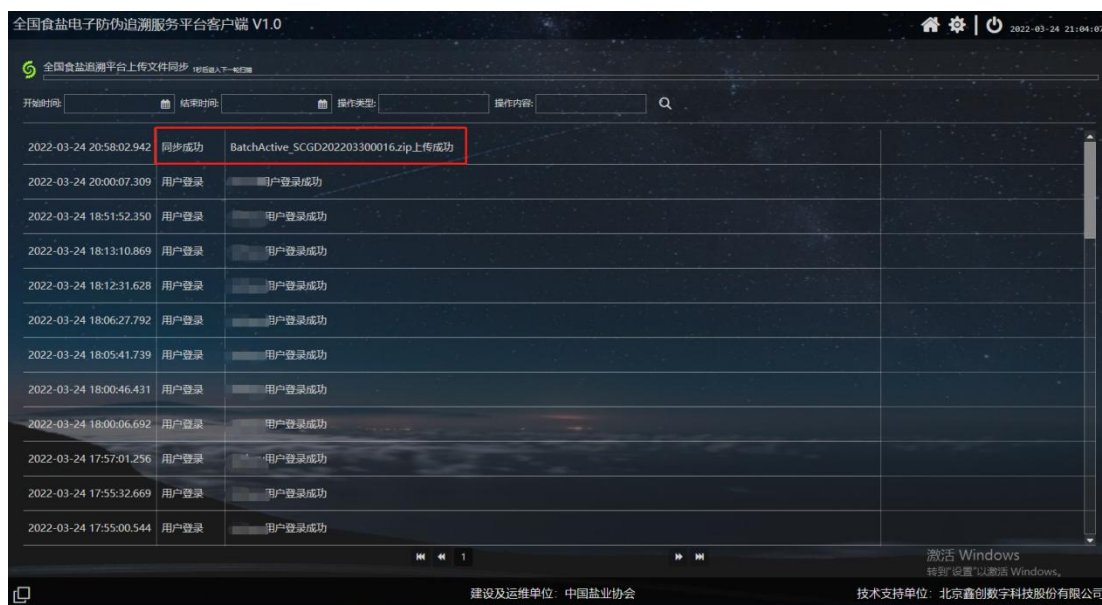 全国食盐电子防伪追溯服务平台客户端 V1.0
2022-03-24 21:04:07
全国食盐追溯平台上传文件同步 1秒后进入下一轮扫描
开始时间: 结束时间: 操作类型: 操作内容:
2022-03-24 20:58:02.942 同步成功 BatchActive_SCGD202203300016.zip上传成功
2022-03-24 20:00:07.309 用户登录 用户登录成功
2022-03-24 18:51:52.350 用户登录 用户登录成功
2022-03-24 18:13:10.869 用户登录 用户登录成功
2022-03-24 18:12:31.628 用户登录 用户登录成功
2022-03-24 18:06:27.792 用户登录 用户登录成功
2022-03-24 18:05:41.739 用户登录 用户登录成功
2022-03-24 18:00:46.431 用户登录 用户登录成功
2022-03-24 18:00:06.692 用户登录 用户登录成功
2022-03-24 17:57:01.256 用户登录 用户登录成功
2022-03-24 17:55:32.669 用户登录 用户登录成功
2022-03-24 17:55:00.544 用户登录 用户登录成功
1
激活 Windows
转到"设置"以激活 Windows。
建设及运维单位：中国盐业协会 技术支持单位：北京鑫创数字科技股份有限公司